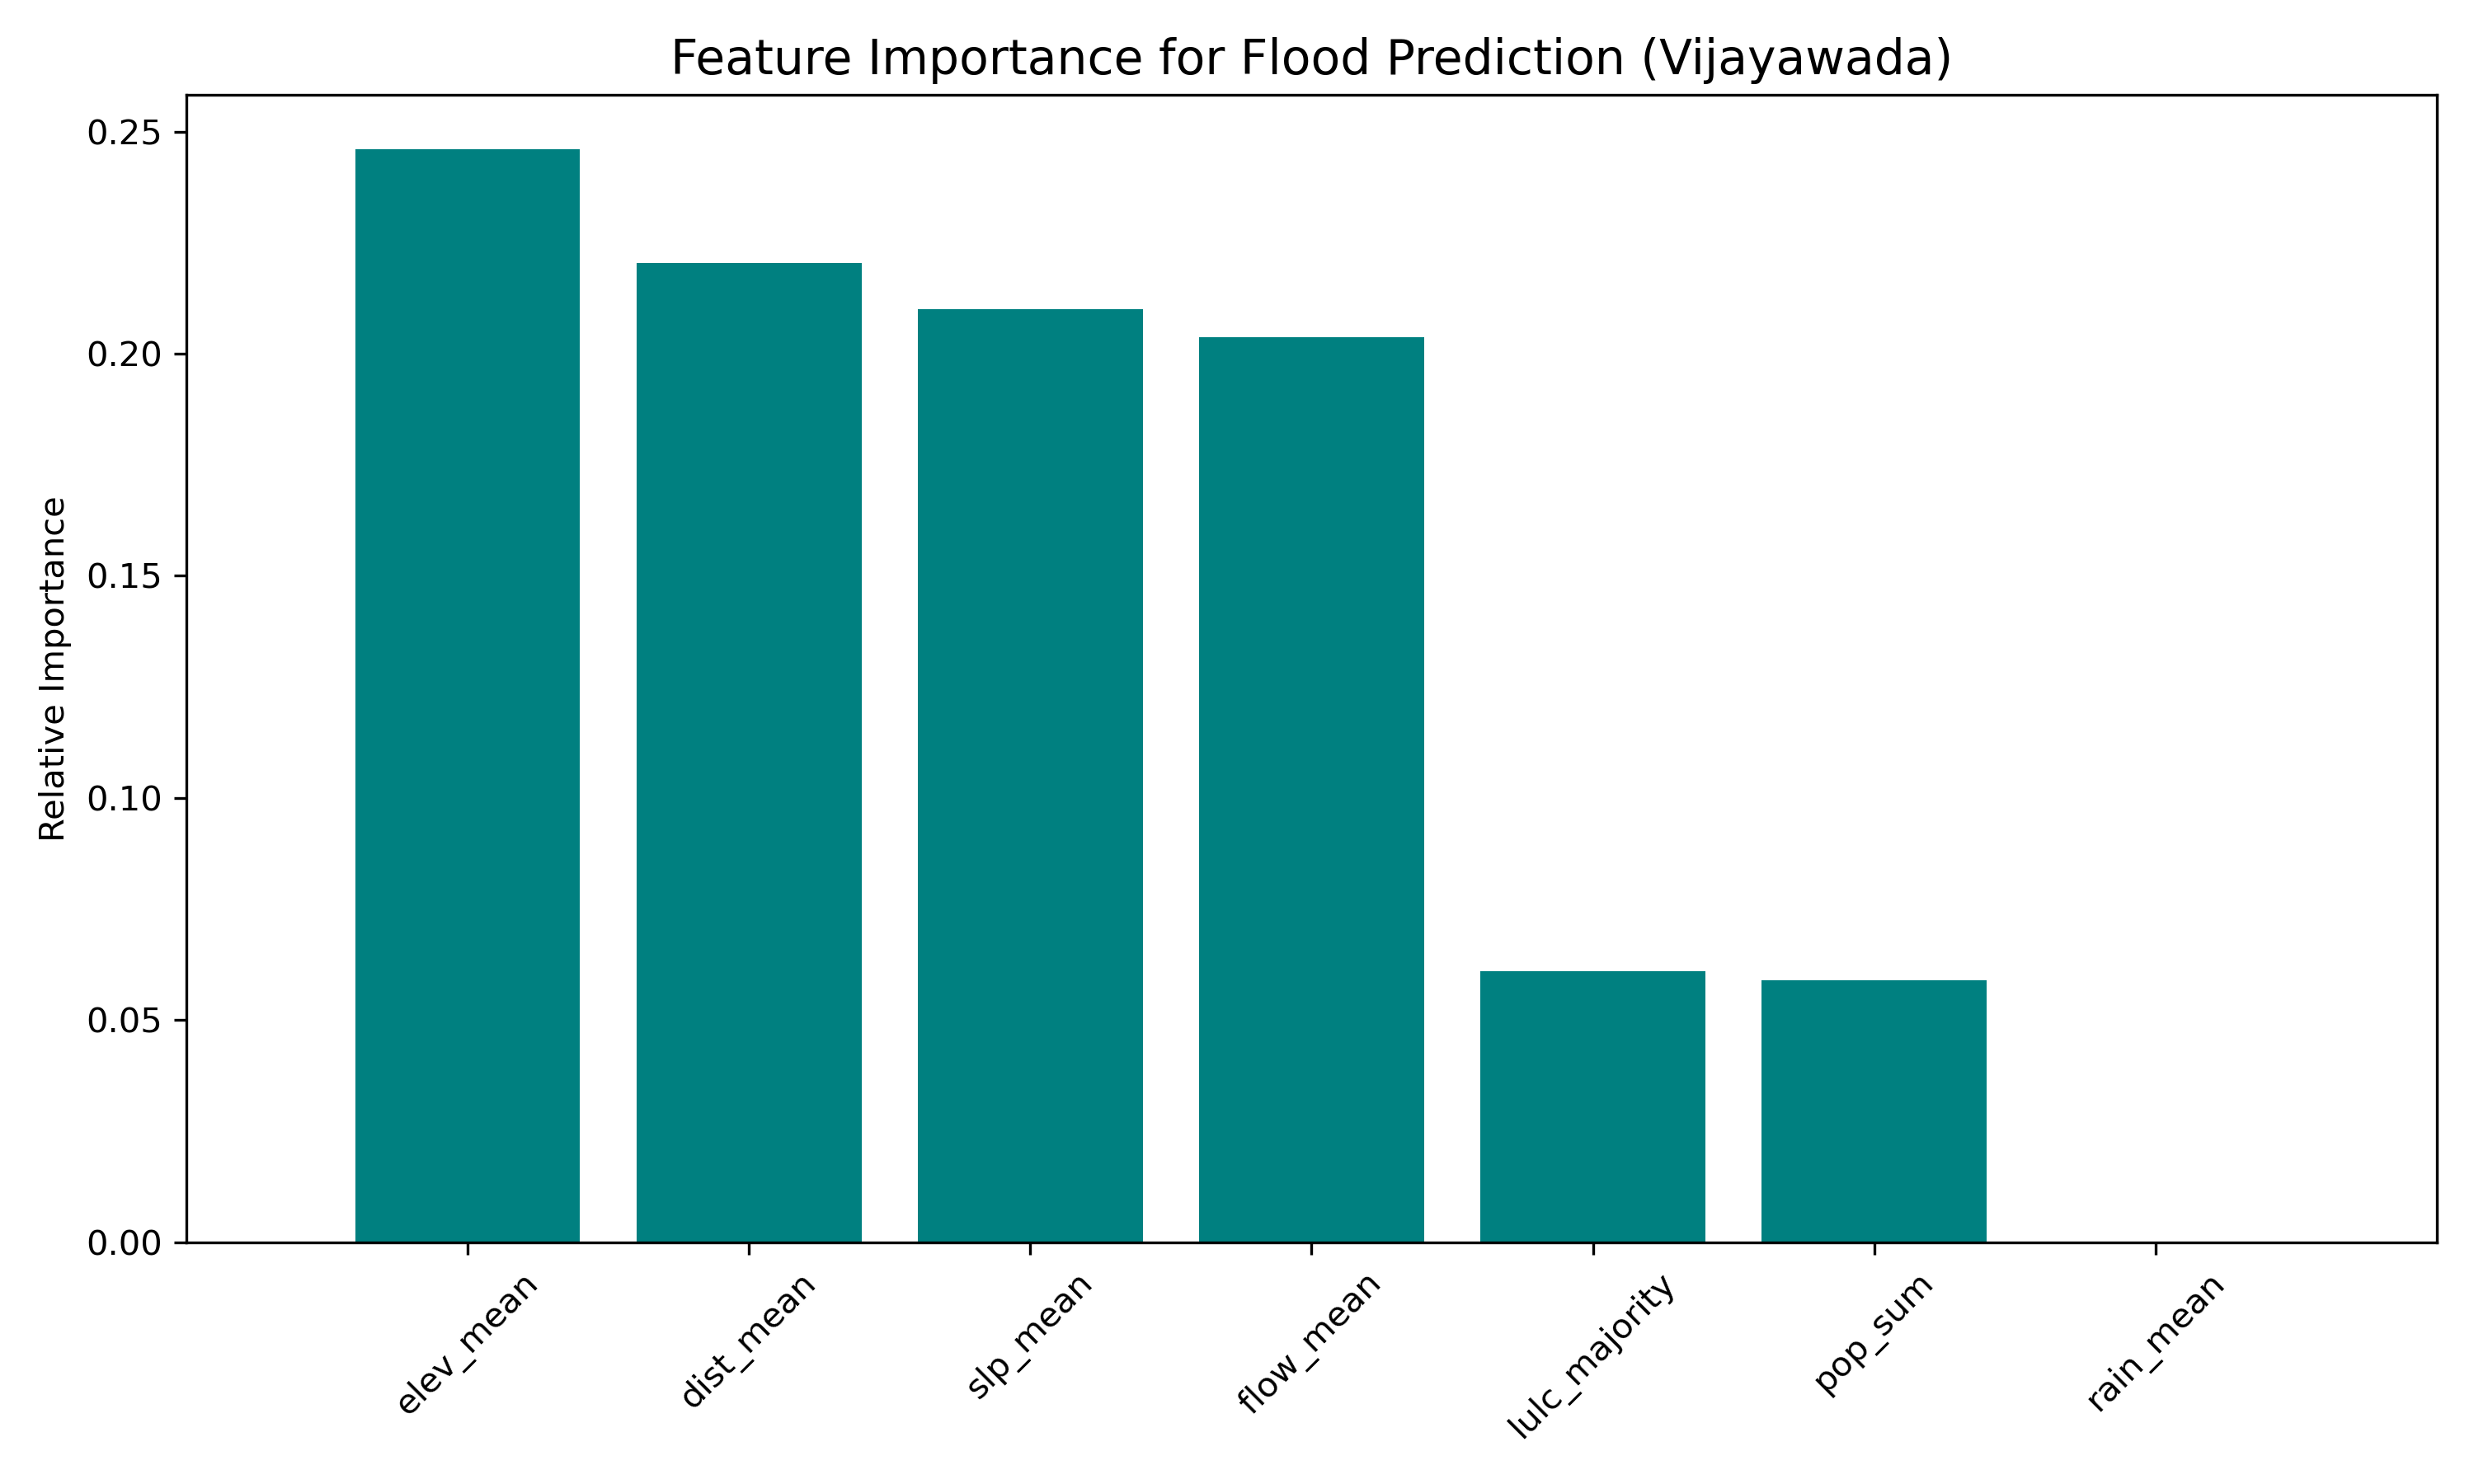 Feature Importance for Flood Prediction (Vijayawada)
Relative Importance
0.25
0.20
0.15
0.10
0.05
0.00
elev_mean
dist_mean
slp_mean
flow_mean
lulc_majority
pop_sum
rain_mean